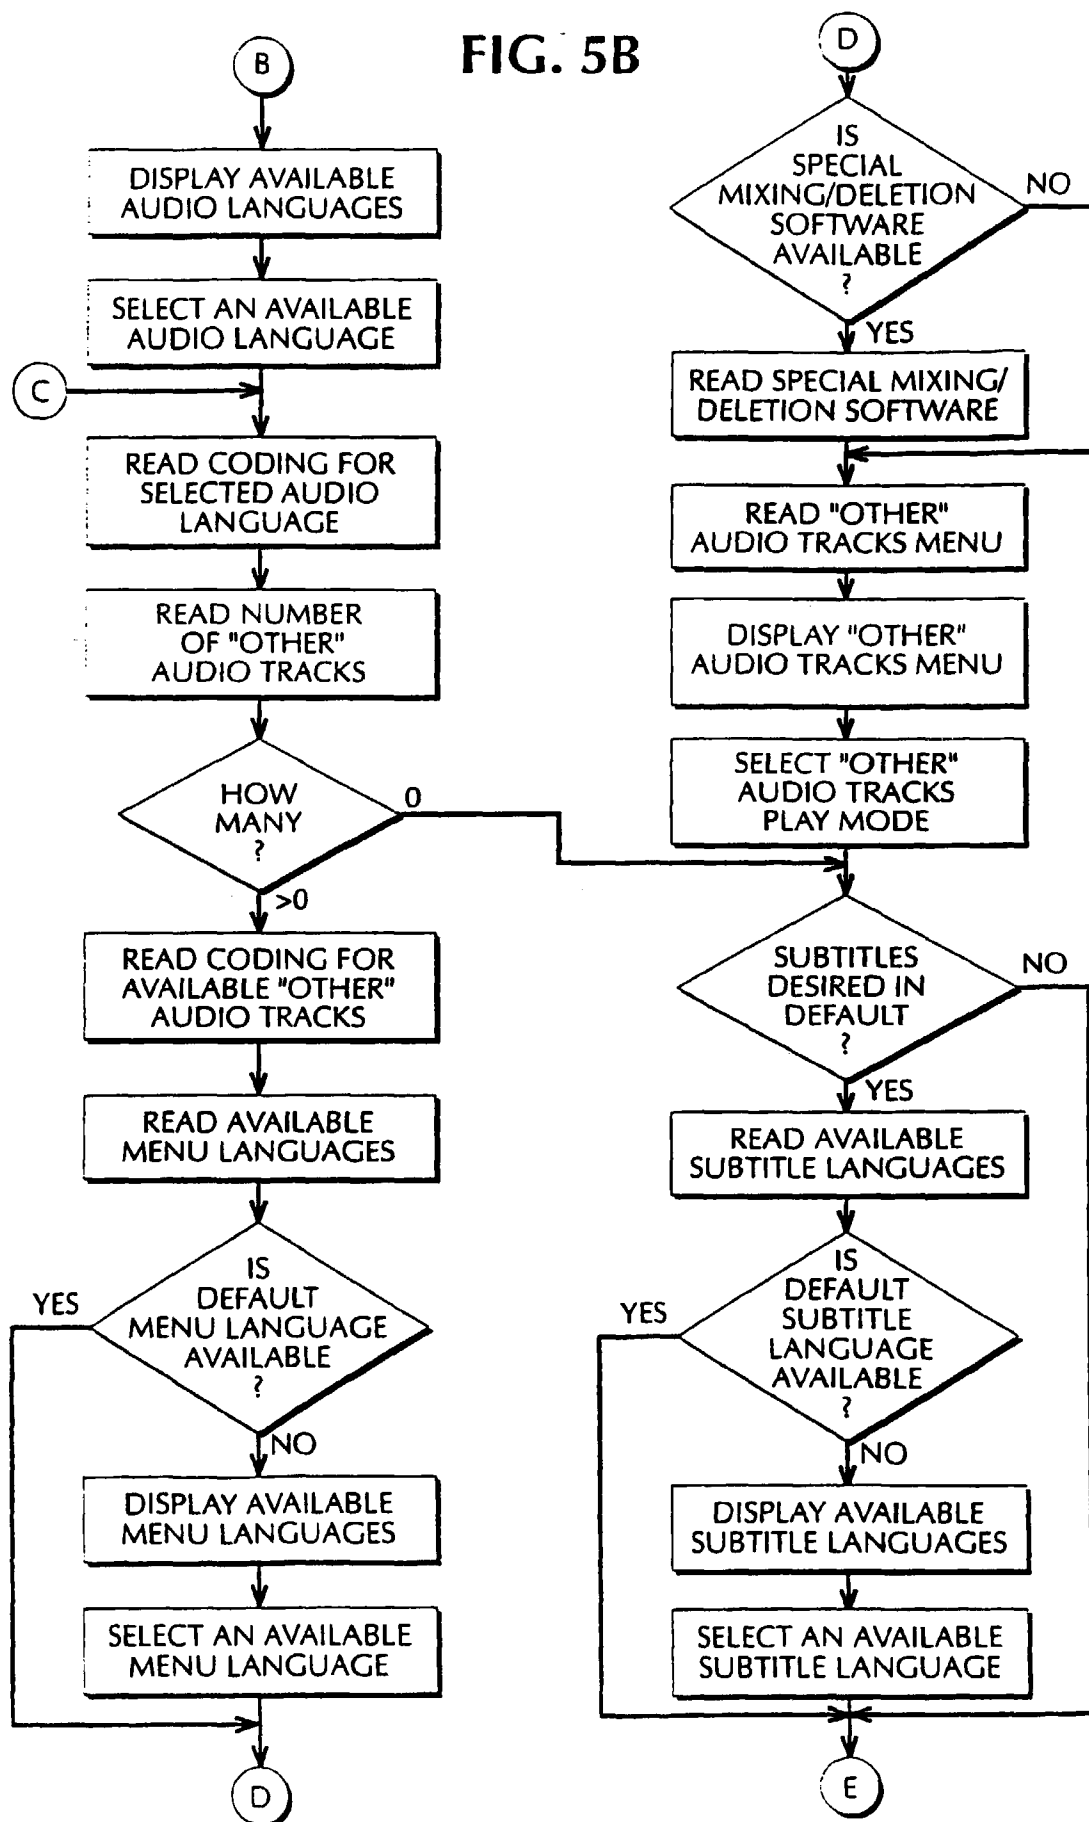 FIG. 5B
B
DISPLAY AVAILABLE
AUDIO LANGUAGES
SELECT AN AVAILABLE
AUDIO LANGUAGE
C
READ CODING FOR
SELECTED AUDIO
LANGUAGE
READ NUMBER
OF "OTHER"
AUDIO TRACKS
HOW
MANY
?
0
>0
READ CODING FOR
AVAILABLE "OTHER"
AUDIO TRACKS
READ AVAILABLE
MENU LANGUAGES
IS
DEFAULT
MENU LANGUAGE
AVAILABLE
?
YES
NO
DISPLAY AVAILABLE
MENU LANGUAGES
SELECT AN AVAILABLE
MENU LANGUAGE
D
D
IS
SPECIAL
MIXING/DELETION
SOFTWARE
AVAILABLE
?
NO
YES
READ SPECIAL MIXING/
DELETION SOFTWARE
READ "OTHER"
AUDIO TRACKS MENU
DISPLAY "OTHER"
AUDIO TRACKS MENU
SELECT "OTHER"
AUDIO TRACKS
PLAY MODE
SUBTITLES
DESIRED IN
DEFAULT
?
NO
YES
READ AVAILABLE
SUBTITLE LANGUAGES
IS
DEFAULT
SUBTITLE
LANGUAGE
AVAILABLE
?
YES
NO
DISPLAY AVAILABLE
SUBTITLE LANGUAGES
SELECT AN AVAILABLE
SUBTITLE LANGUAGE
E